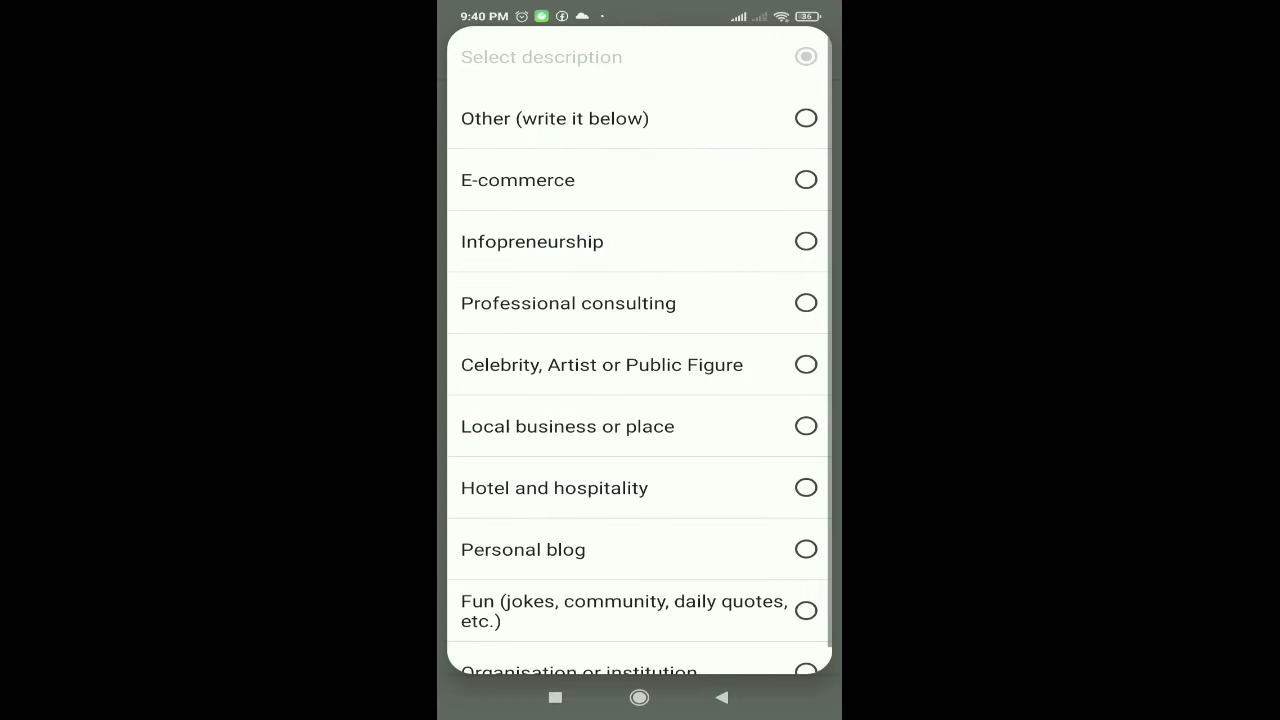 9:40 PM
36
Select description
Other (write it below)
E-commerce
Infopreneurship
Professional consulting
Celebrity, Artist or Public Figure
Local business or place
Hotel and hospitality
Personal blog
Fun (jokes, community, daily quotes,
etc.)
Organisation or institution